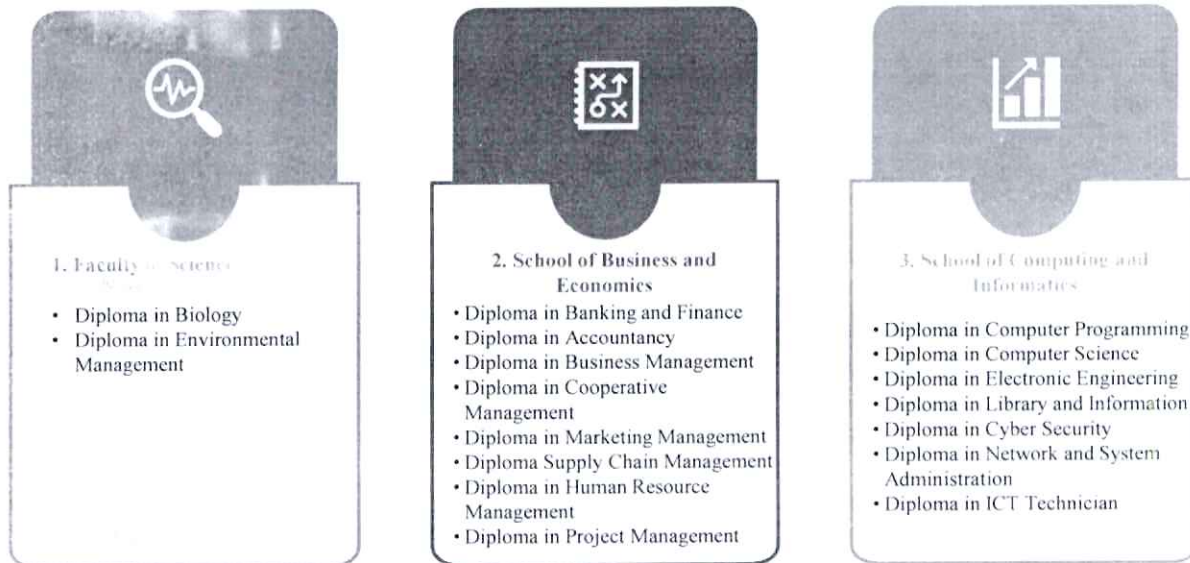 1. Faculty of Science
• Diploma in Biology
• Diploma in Environmental
Management
2. School of Business and
Economics
• Diploma in Banking and Finance
• Diploma in Accountancy
• Diploma in Business Management
• Diploma in Cooperative
Management
• Diploma in Marketing Management
• Diploma Supply Chain Management
• Diploma in Human Resource
Management
• Diploma in Project Management
3. School of Computing and
Informatics
• Diploma in Computer Programming
• Diploma in Computer Science
• Diploma in Electronic Engineering
• Diploma in Library and Information
• Diploma in Cyber Security
• Diploma in Network and System
Administration
• Diploma in ICT Technician